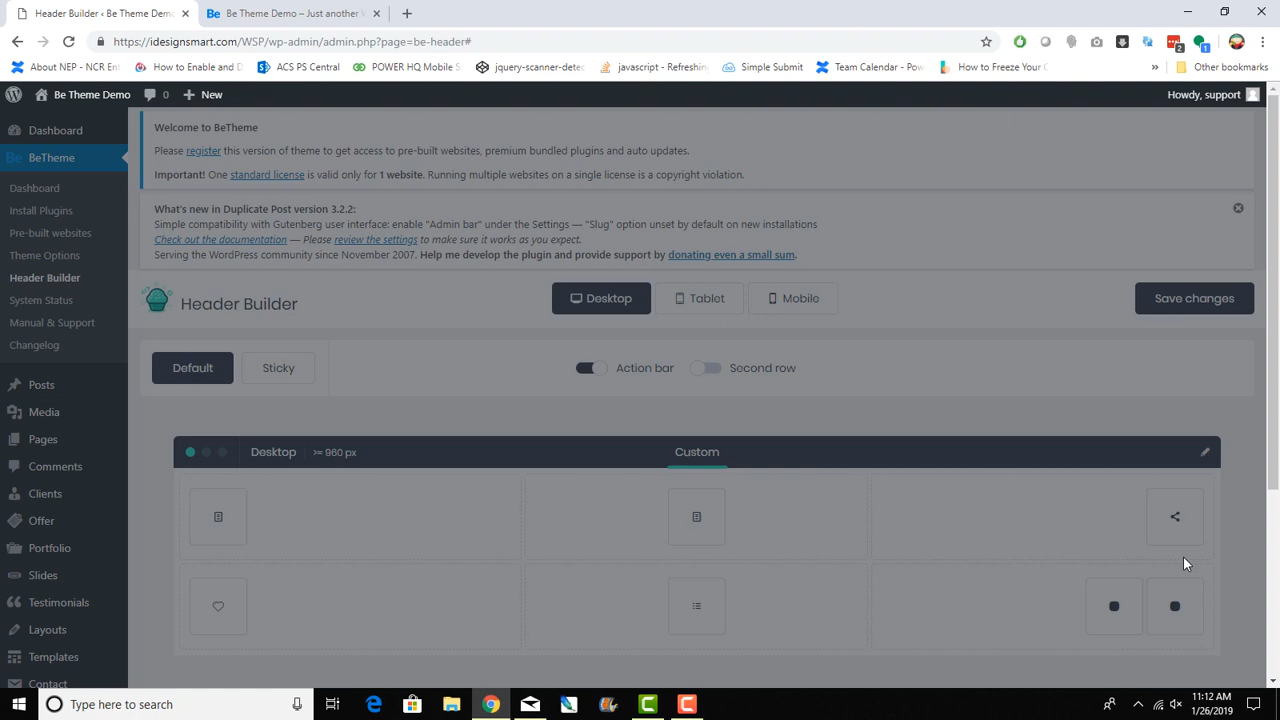 Header Builder ‹ Be Theme Demo
Be Theme Demo – Just another W
https://idesignsmart.com/WSP/wp-admin/admin.php?page=be-header#
2
1
About NEP - NCR Ent
How to Enable and D
ACS PS Central
POWER HQ Mobile S
jquery-scanner-detec
javascript - Refreshing
Simple Submit
Team Calendar - Pow
How to Freeze Your C
»
Other bookmarks
Be Theme Demo
0
New
Howdy, support
Dashboard
Be BeTheme
Dashboard
Install Plugins
Pre-built websites
Theme Options
Header Builder
System Status
Manual & Support
Changelog
Posts
Media
Pages
Comments
Clients
Offer
Portfolio
Slides
Testimonials
Layouts
Templates
Contact
Welcome to BeTheme
Please register this version of theme to get access to pre-built websites, premium bundled plugins and auto updates.
Important! One standard license is valid only for 1 website. Running multiple websites on a single license is a copyright violation.
What's new in Duplicate Post version 3.2.2:
Simple compatibility with Gutenberg user interface: enable "Admin bar" under the Settings — "Slug" option unset by default on new installations
Check out the documentation — Please review the settings to make sure it works as you expect.
Serving the WordPress community since November 2007. Help me develop the plugin and provide support by donating even a small sum.
Header Builder
Desktop
Tablet
Mobile
Save changes
Default
Sticky
Action bar
Second row
Desktop
>= 960 px
Custom
Type here to search
11:12 AM
1/26/2019